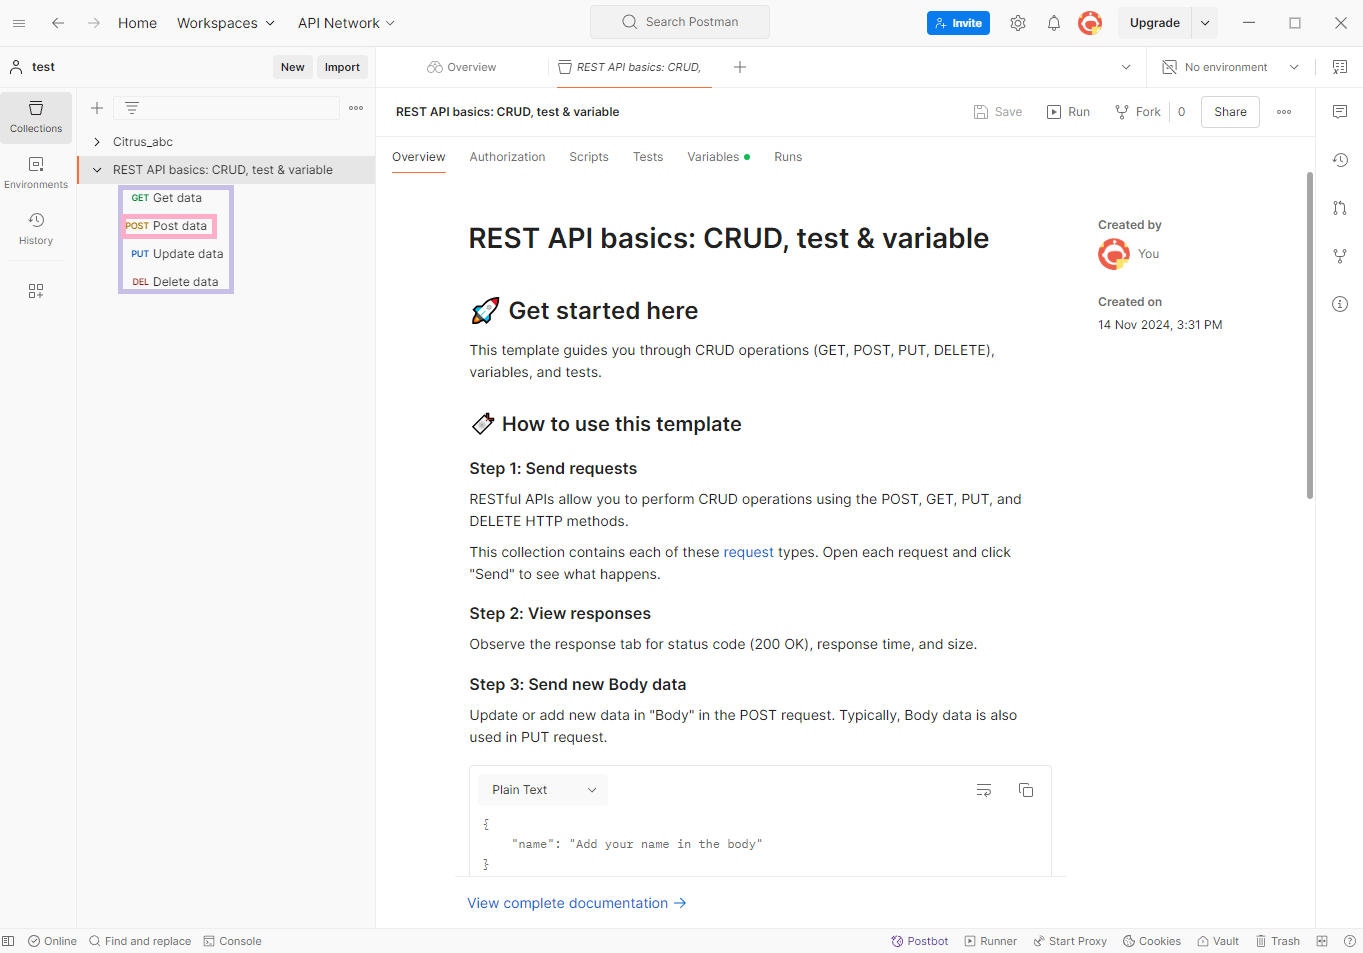 Home Workspaces API Network Search Postman Invite Upgrade
test New Import Overview REST API basics: CRUD, No environment
REST API basics: CRUD, test & variable Save Run Fork 0 Share
Collections
Citrus_abc
REST API basics: CRUD, test & variable
GET Get data
POST Post data
PUT Update data
DEL Delete data
Environments
History
Overview Authorization Scripts Tests Variables Runs
REST API basics: CRUD, test & variable
Created by
You
Created on
14 Nov 2024, 3:31 PM
Get started here
This template guides you through CRUD operations (GET, POST, PUT, DELETE),
variables, and tests.
How to use this template
Step 1: Send requests
RESTful APIs allow you to perform CRUD operations using the POST, GET, PUT, and
DELETE HTTP methods.
This collection contains each of these request types. Open each request and click
"Send" to see what happens.
Step 2: View responses
Observe the response tab for status code (200 OK), response time, and size.
Step 3: Send new Body data
Update or add new data in "Body" in the POST request. Typically, Body data is also
used in PUT request.
Plain Text
{
"name": "Add your name in the body"
}
View complete documentation →
Online Find and replace Console Postbot Runner Start Proxy Cookies Vault Trash